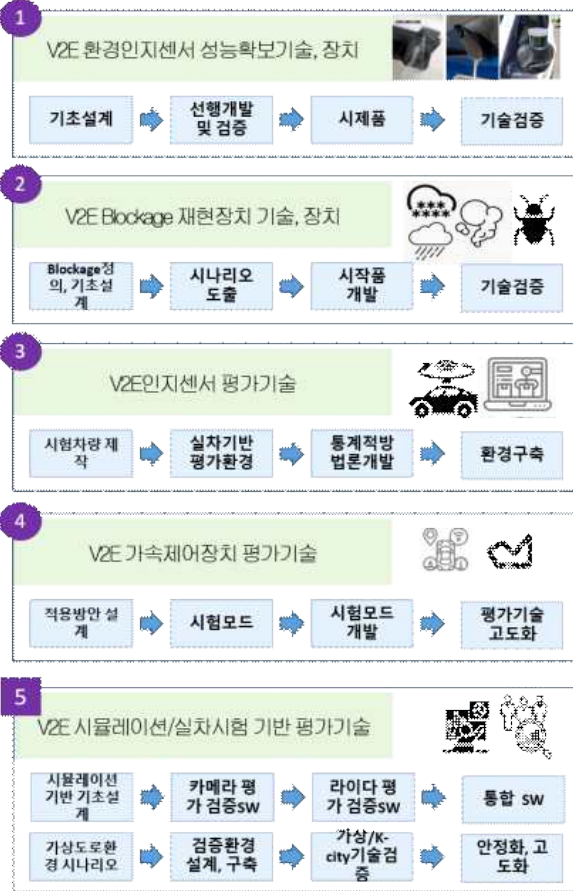 1
V2E 환경인지센서 성능확보기술, 장치
기초설계
선행개발
및 검증
시제품
기술검증
2
V2E Blockage 재현장치 기술, 장치
Blockage정
의, 기초설
계
시나리오
도출
시작품
개발
기술검증
3
V2E인지센서 평가기술
시험차량 제
작
실차기반
평가환경
통계적방
법론개발
환경구축
4
V2E 가속제어장치 평가기술
적용방안 설
계
시험모드
시험모드
개발
평가기술
고도화
5
V2E 시뮬레이션/실차시험 기반 평가기술
시뮬레이션
기반 기초설
계
카메라 평
가 검증SW
라이다 평
가 검증SW
통합 SW
가상도로환
경 시나리오
검증환경
설계, 구축
가상/K-
city기술검
증
안정화, 고
도화